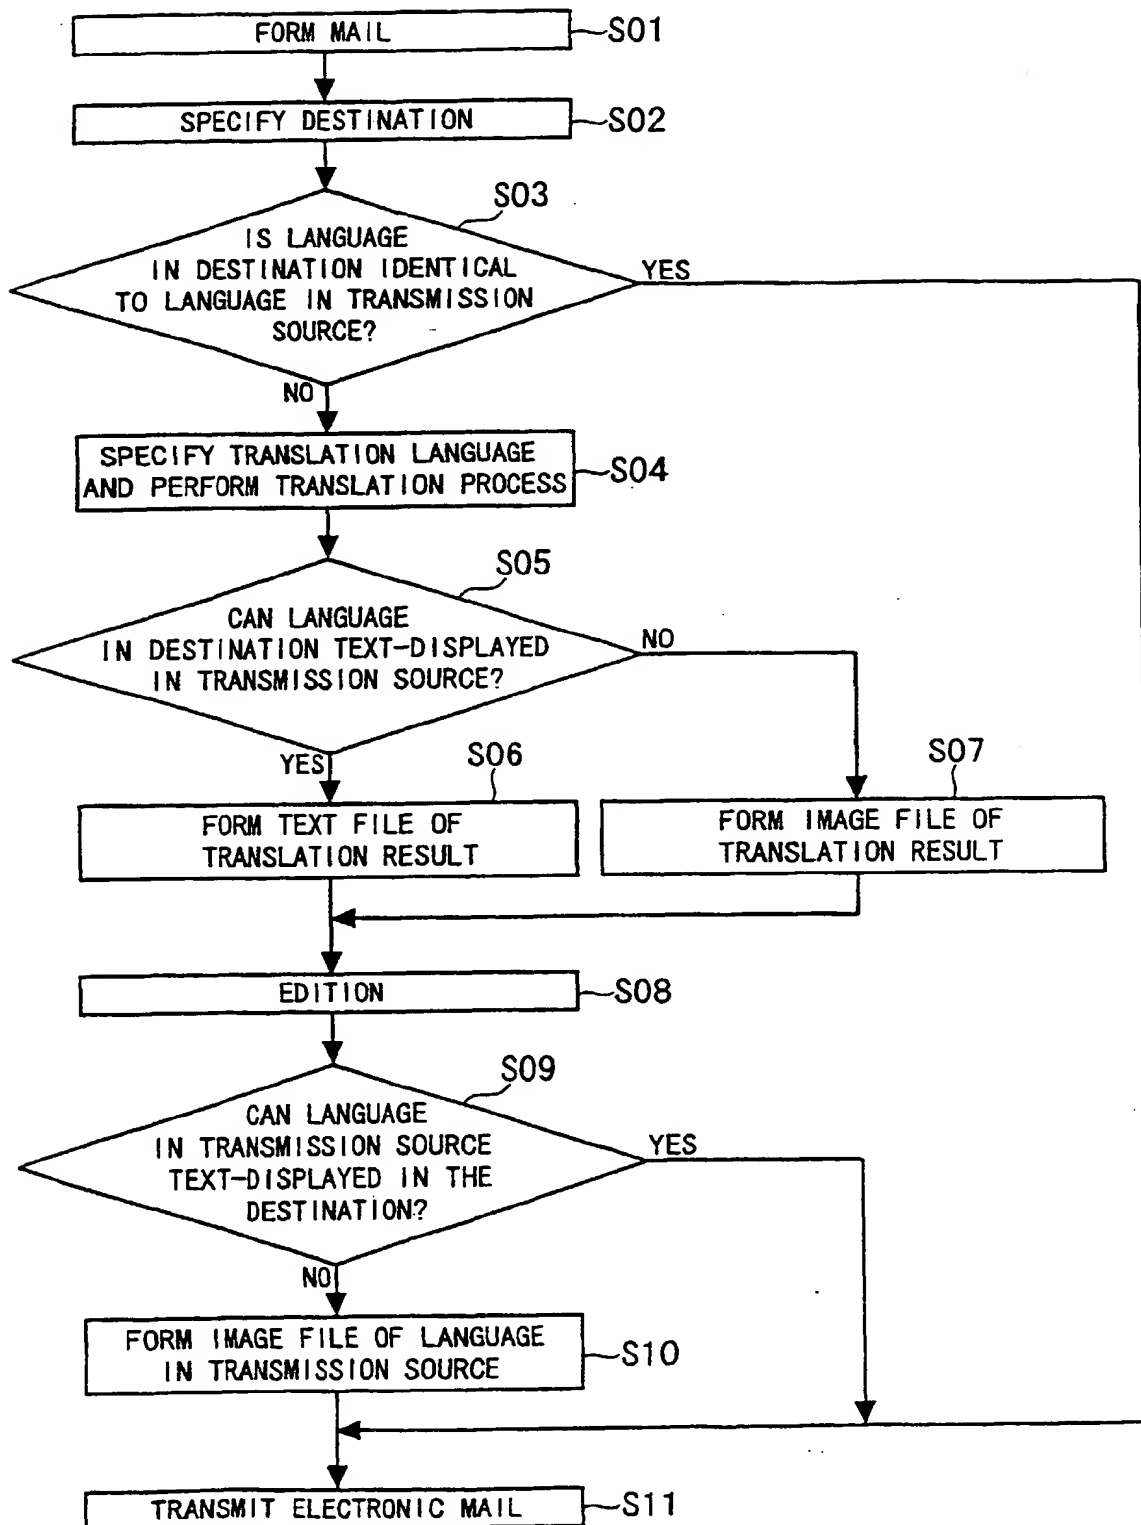 FORM MAIL
S01
SPECIFY DESTINATION
S02
S03
IS LANGUAGE
IN DESTINATION IDENTICAL
TO LANGUAGE IN TRANSMISSION
SOURCE?
YES
NO
SPECIFY TRANSLATION LANGUAGE
AND PERFORM TRANSLATION PROCESS
S04
S05
CAN LANGUAGE
IN DESTINATION TEXT-DISPLAYED
IN TRANSMISSION SOURCE?
NO
YES
S06
S07
FORM TEXT FILE OF
TRANSLATION RESULT
FORM IMAGE FILE OF
TRANSLATION RESULT
EDITION
S08
S09
CAN LANGUAGE
IN TRANSMISSION SOURCE
TEXT-DISPLAYED IN THE
DESTINATION?
YES
NO
FORM IMAGE FILE OF LANGUAGE
IN TRANSMISSION SOURCE
S10
TRANSMIT ELECTRONIC MAIL
S11